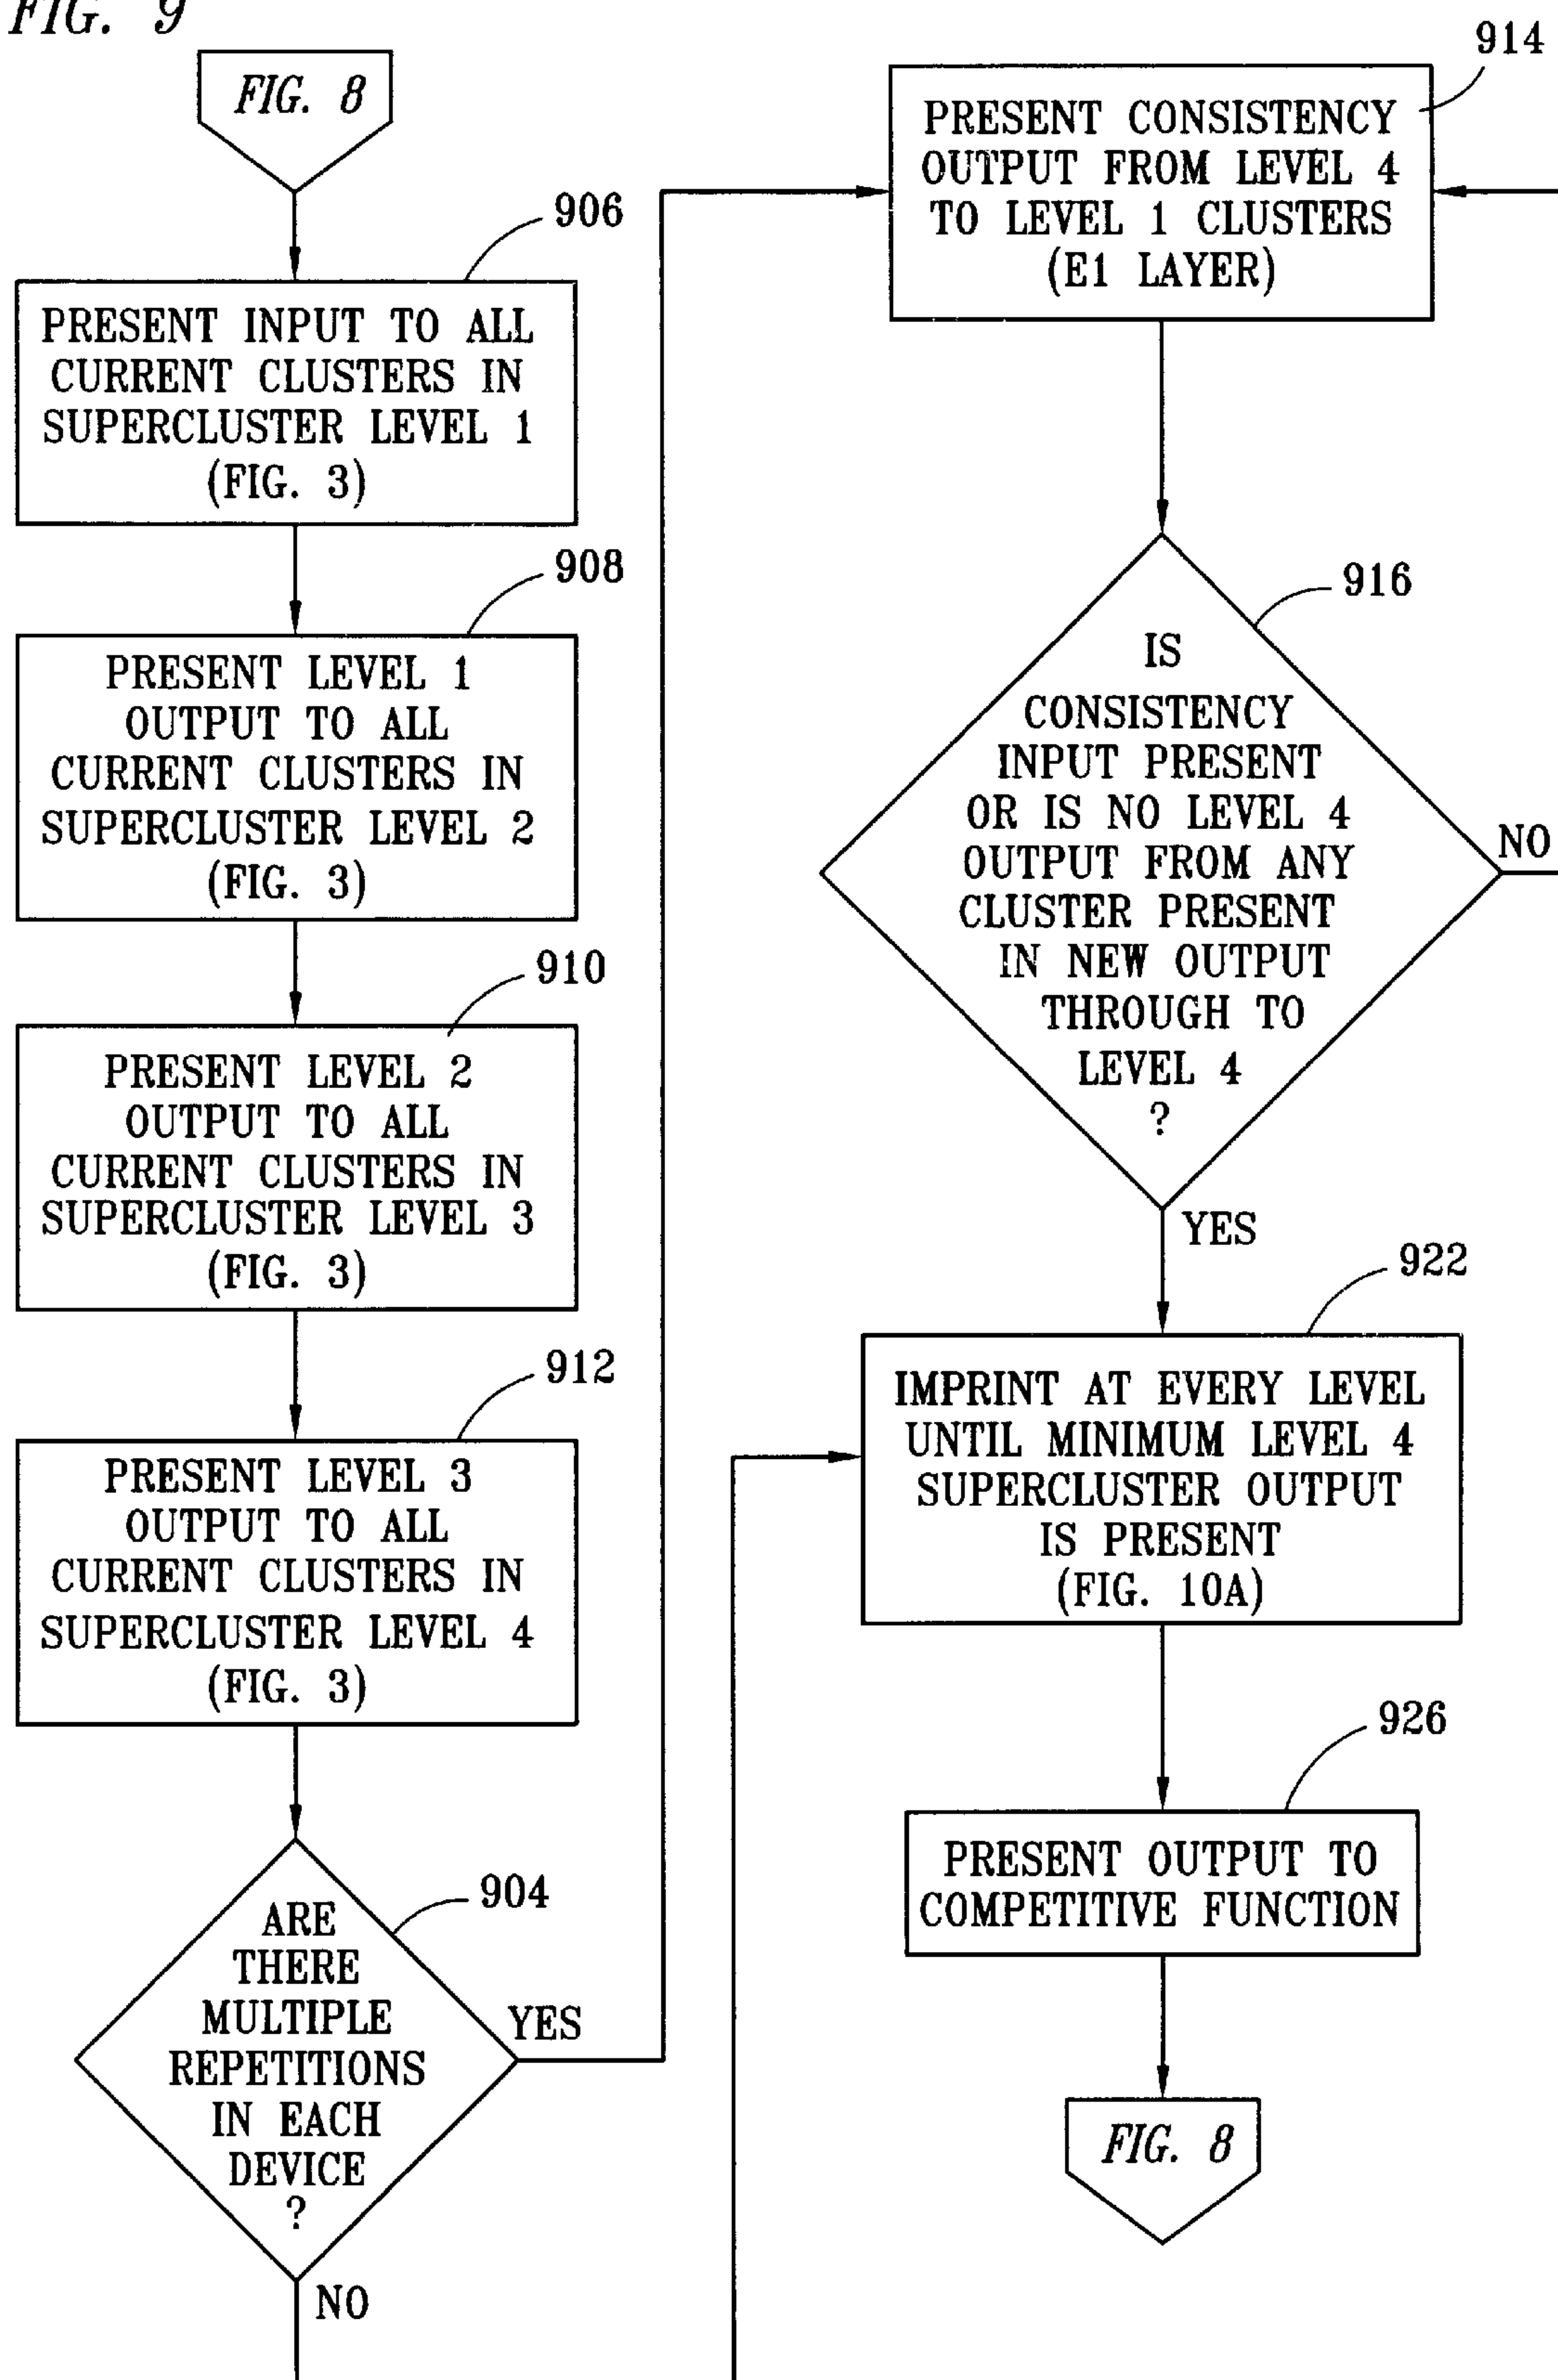 FIG. 9
FIG. 8
906
PRESENT INPUT TO ALL
CURRENT CLUSTERS IN
SUPERCLUSTER LEVEL 1
(FIG. 3)
908
PRESENT LEVEL 1
OUTPUT TO ALL
CURRENT CLUSTERS IN
SUPERCLUSTER LEVEL 2
(FIG. 3)
910
PRESENT LEVEL 2
OUTPUT TO ALL
CURRENT CLUSTERS IN
SUPERCLUSTER LEVEL 3
(FIG. 3)
912
PRESENT LEVEL 3
OUTPUT TO ALL
CURRENT CLUSTERS IN
SUPERCLUSTER LEVEL 4
(FIG. 3)
904
ARE
THERE
MULTIPLE
REPETITIONS
IN EACH
DEVICE
?
YES
NO
914
PRESENT CONSISTENCY
OUTPUT FROM LEVEL 4
TO LEVEL 1 CLUSTERS
(E1 LAYER)
916
IS
CONSISTENCY
INPUT PRESENT
OR IS NO LEVEL 4
OUTPUT FROM ANY
CLUSTER PRESENT
IN NEW OUTPUT
THROUGH TO
LEVEL 4
?
NO
YES
922
IMPRINT AT EVERY LEVEL
UNTIL MINIMUM LEVEL 4
SUPERCLUSTER OUTPUT
IS PRESENT
(FIG. 10A)
926
PRESENT OUTPUT TO
COMPETITIVE FUNCTION
FIG. 8